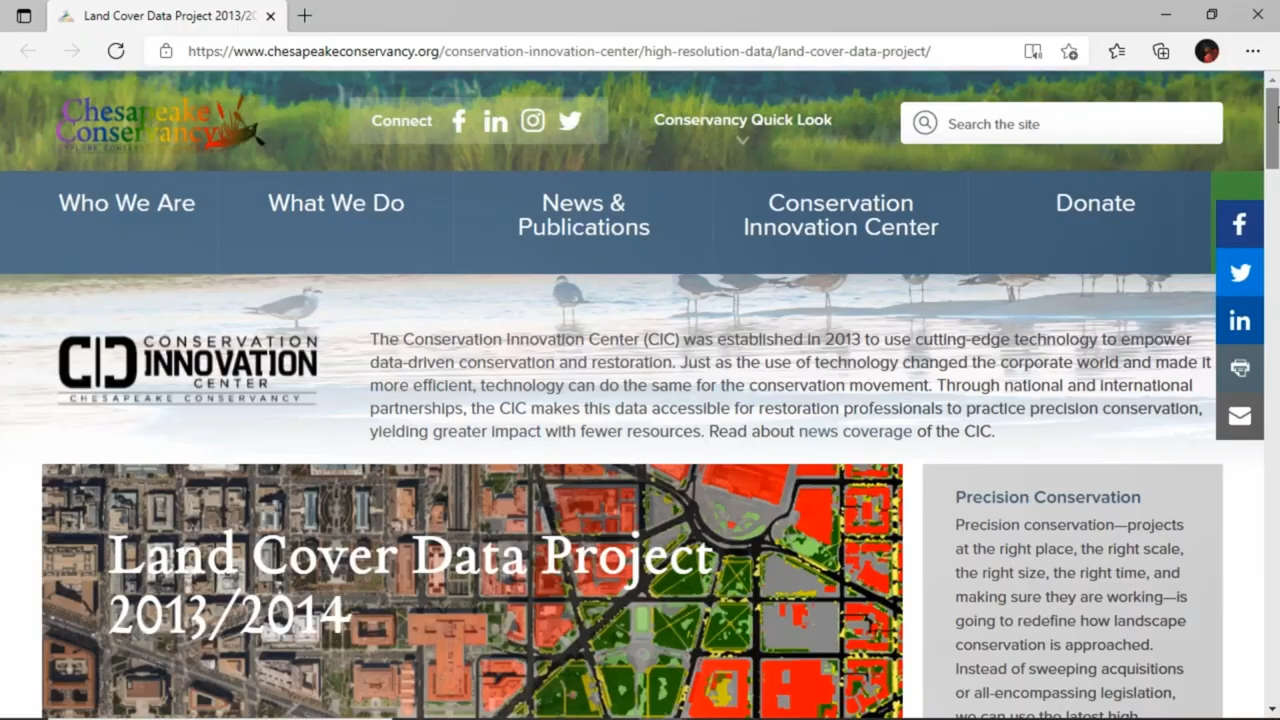 Land Cover Data Project 2013/20
https://www.chesapeakeconservancy.org/conservation-innovation-center/high-resolution-data/land-cover-data-project/
Chesapeake
Conservancy
Connect
Conservancy Quick Look
Search the site
Who We Are
What We Do
News &
Publications
Conservation
Innovation Center
Donate
CONSERVATION
INNOVATION
CENTER
CHESAPEAKE CONSERVANCY
The Conservation Innovation Center (CIC) was established in 2013 to use cutting-edge technology to empower
data-driven conservation and restoration. Just as the use of technology changed the corporate world and made it
more efficient, technology can do the same for the conservation movement. Through national and international
partnerships, the CIC makes this data accessible for restoration professionals to practice precision conservation,
yielding greater impact with fewer resources. Read about news coverage of the CIC.
Land Cover Data Project
2013/2014
Precision Conservation
Precision conservation—projects
at the right place, the right scale,
the right size, the right time, and
making sure they are working—is
going to redefine how landscape
conservation is approached.
Instead of sweeping acquisitions
or all-encompassing legislation,
we can use the latest high